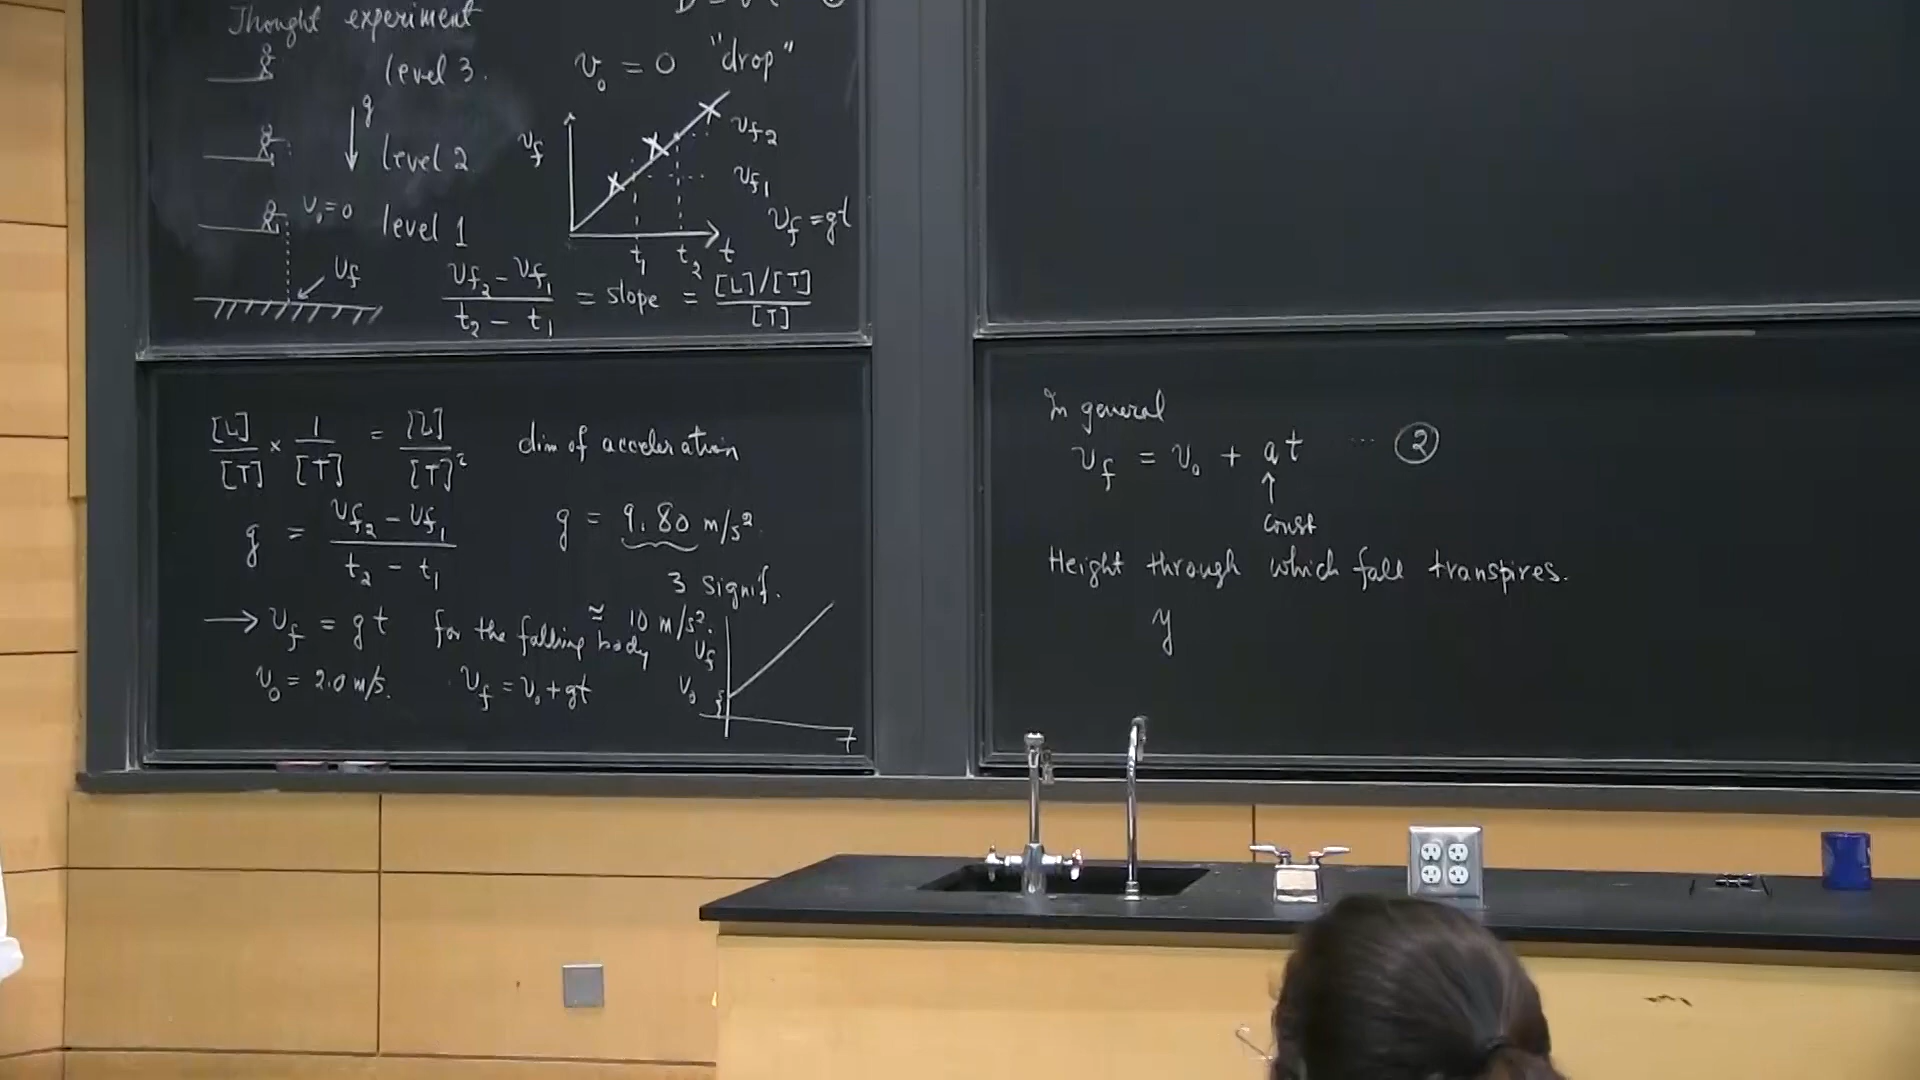 Thought experiment
level 3.
g
level 2
v₀=0 level 1
v_f
v₀ = 0 "drop"
v_f
v_f2
v_f1
v_f = gt
t₁ t₂ t
(v_f2 − v_f1)/(t₂ − t₁) = slope = ([L]/[T])/[T]
[L]/[T] × 1/[T] = [L]/[T]² dim of acceleration
g = (v_f2 − v_f1)/(t₂ − t₁) g = 9.80 m/s²
3 signif.
≈ 10 m/s².
→ v_f = gt for the falling body
v₀ = 2.0 m/s. v_f = v₀ + gt
v_f
v₀
In general
v_f = v₀ + at ... ②
↑
const
Height through which fall transpires.
y